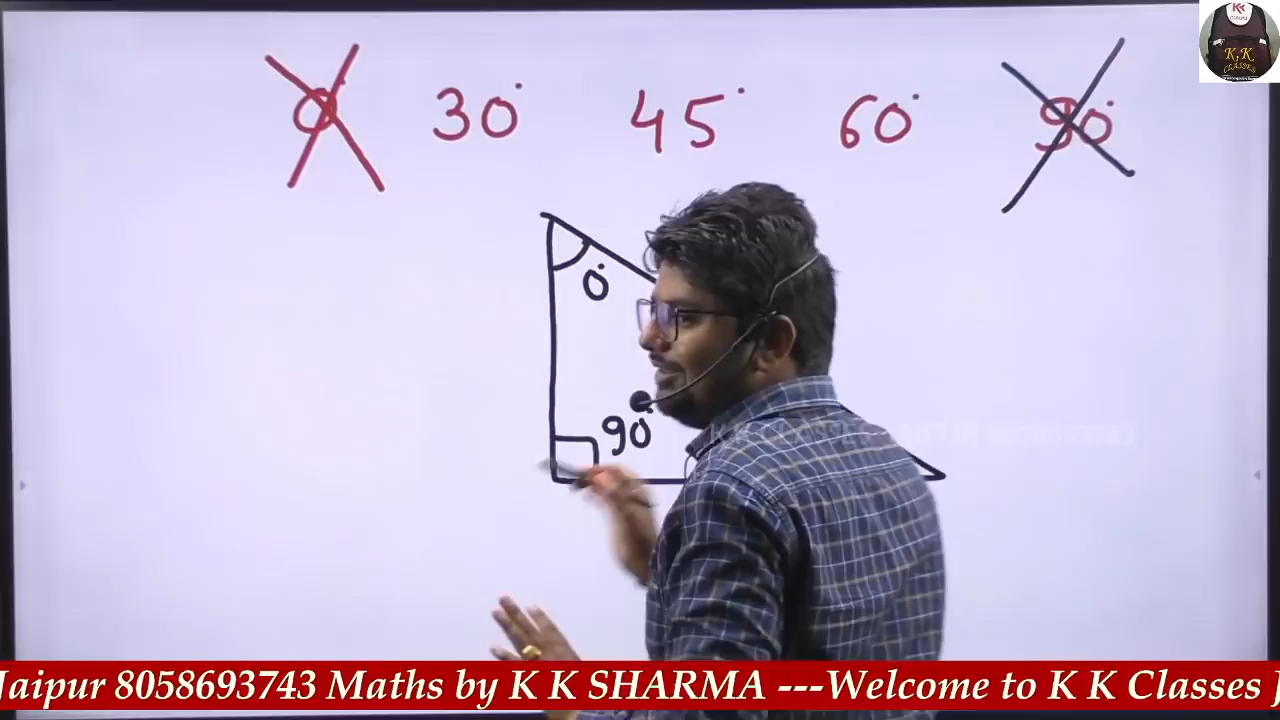 K K
K.K
CLASSES
0° 30° 45° 60° 90°
0°
90°
Jaipur 8058693743 Maths by K K SHARMA ---Welcome to K K Classes J